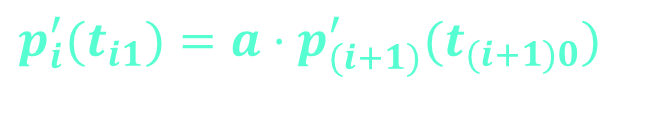 p′ᵢ(tᵢ₁) = a · p′₍ᵢ₊₁₎(t₍ᵢ₊₁₎₀)